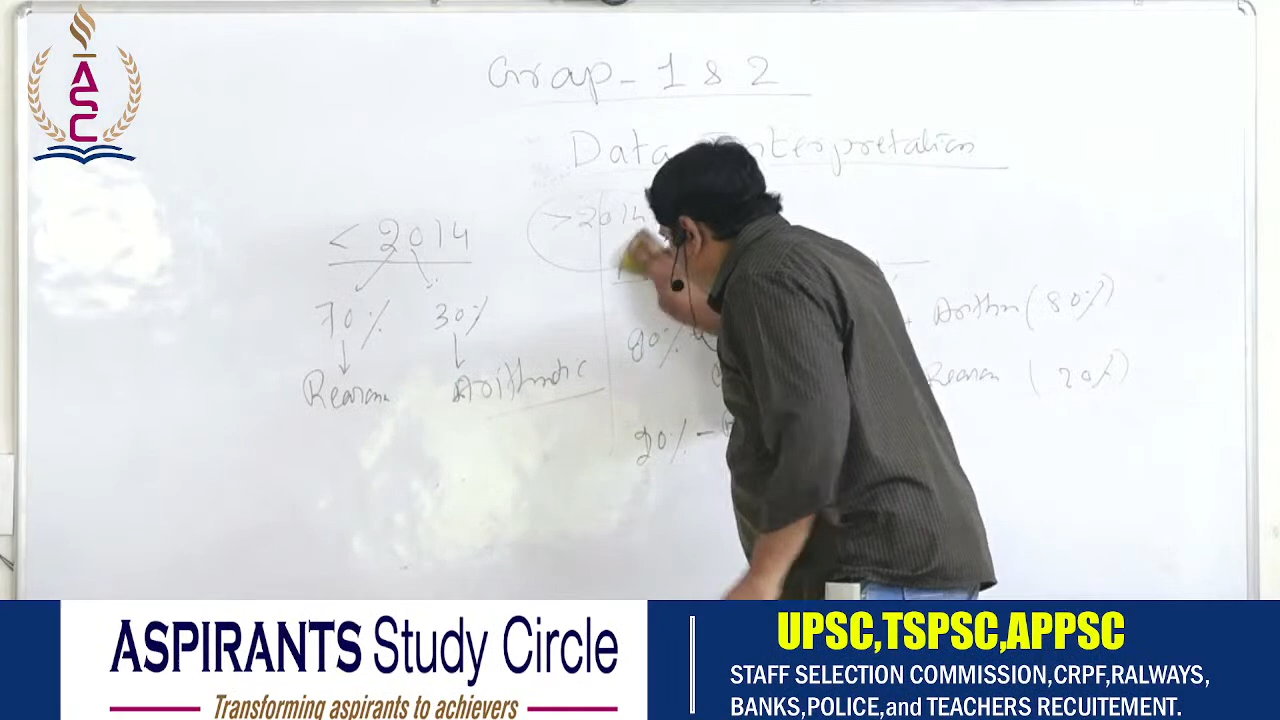 ASC
Grap - 1 & 2
Data Interpretation
< 2014
> 2014
70% 30%
Reason Arithmetic
80%
20% -
Arithm (80%)
Reason (20%)
ASPIRANTS Study Circle
Transforming aspirants to achievers
UPSC,TSPSC,APPSC
STAFF SELECTION COMMISSION,CRPF,RALWAYS,
BANKS,POLICE,and TEACHERS RECUITEMENT.